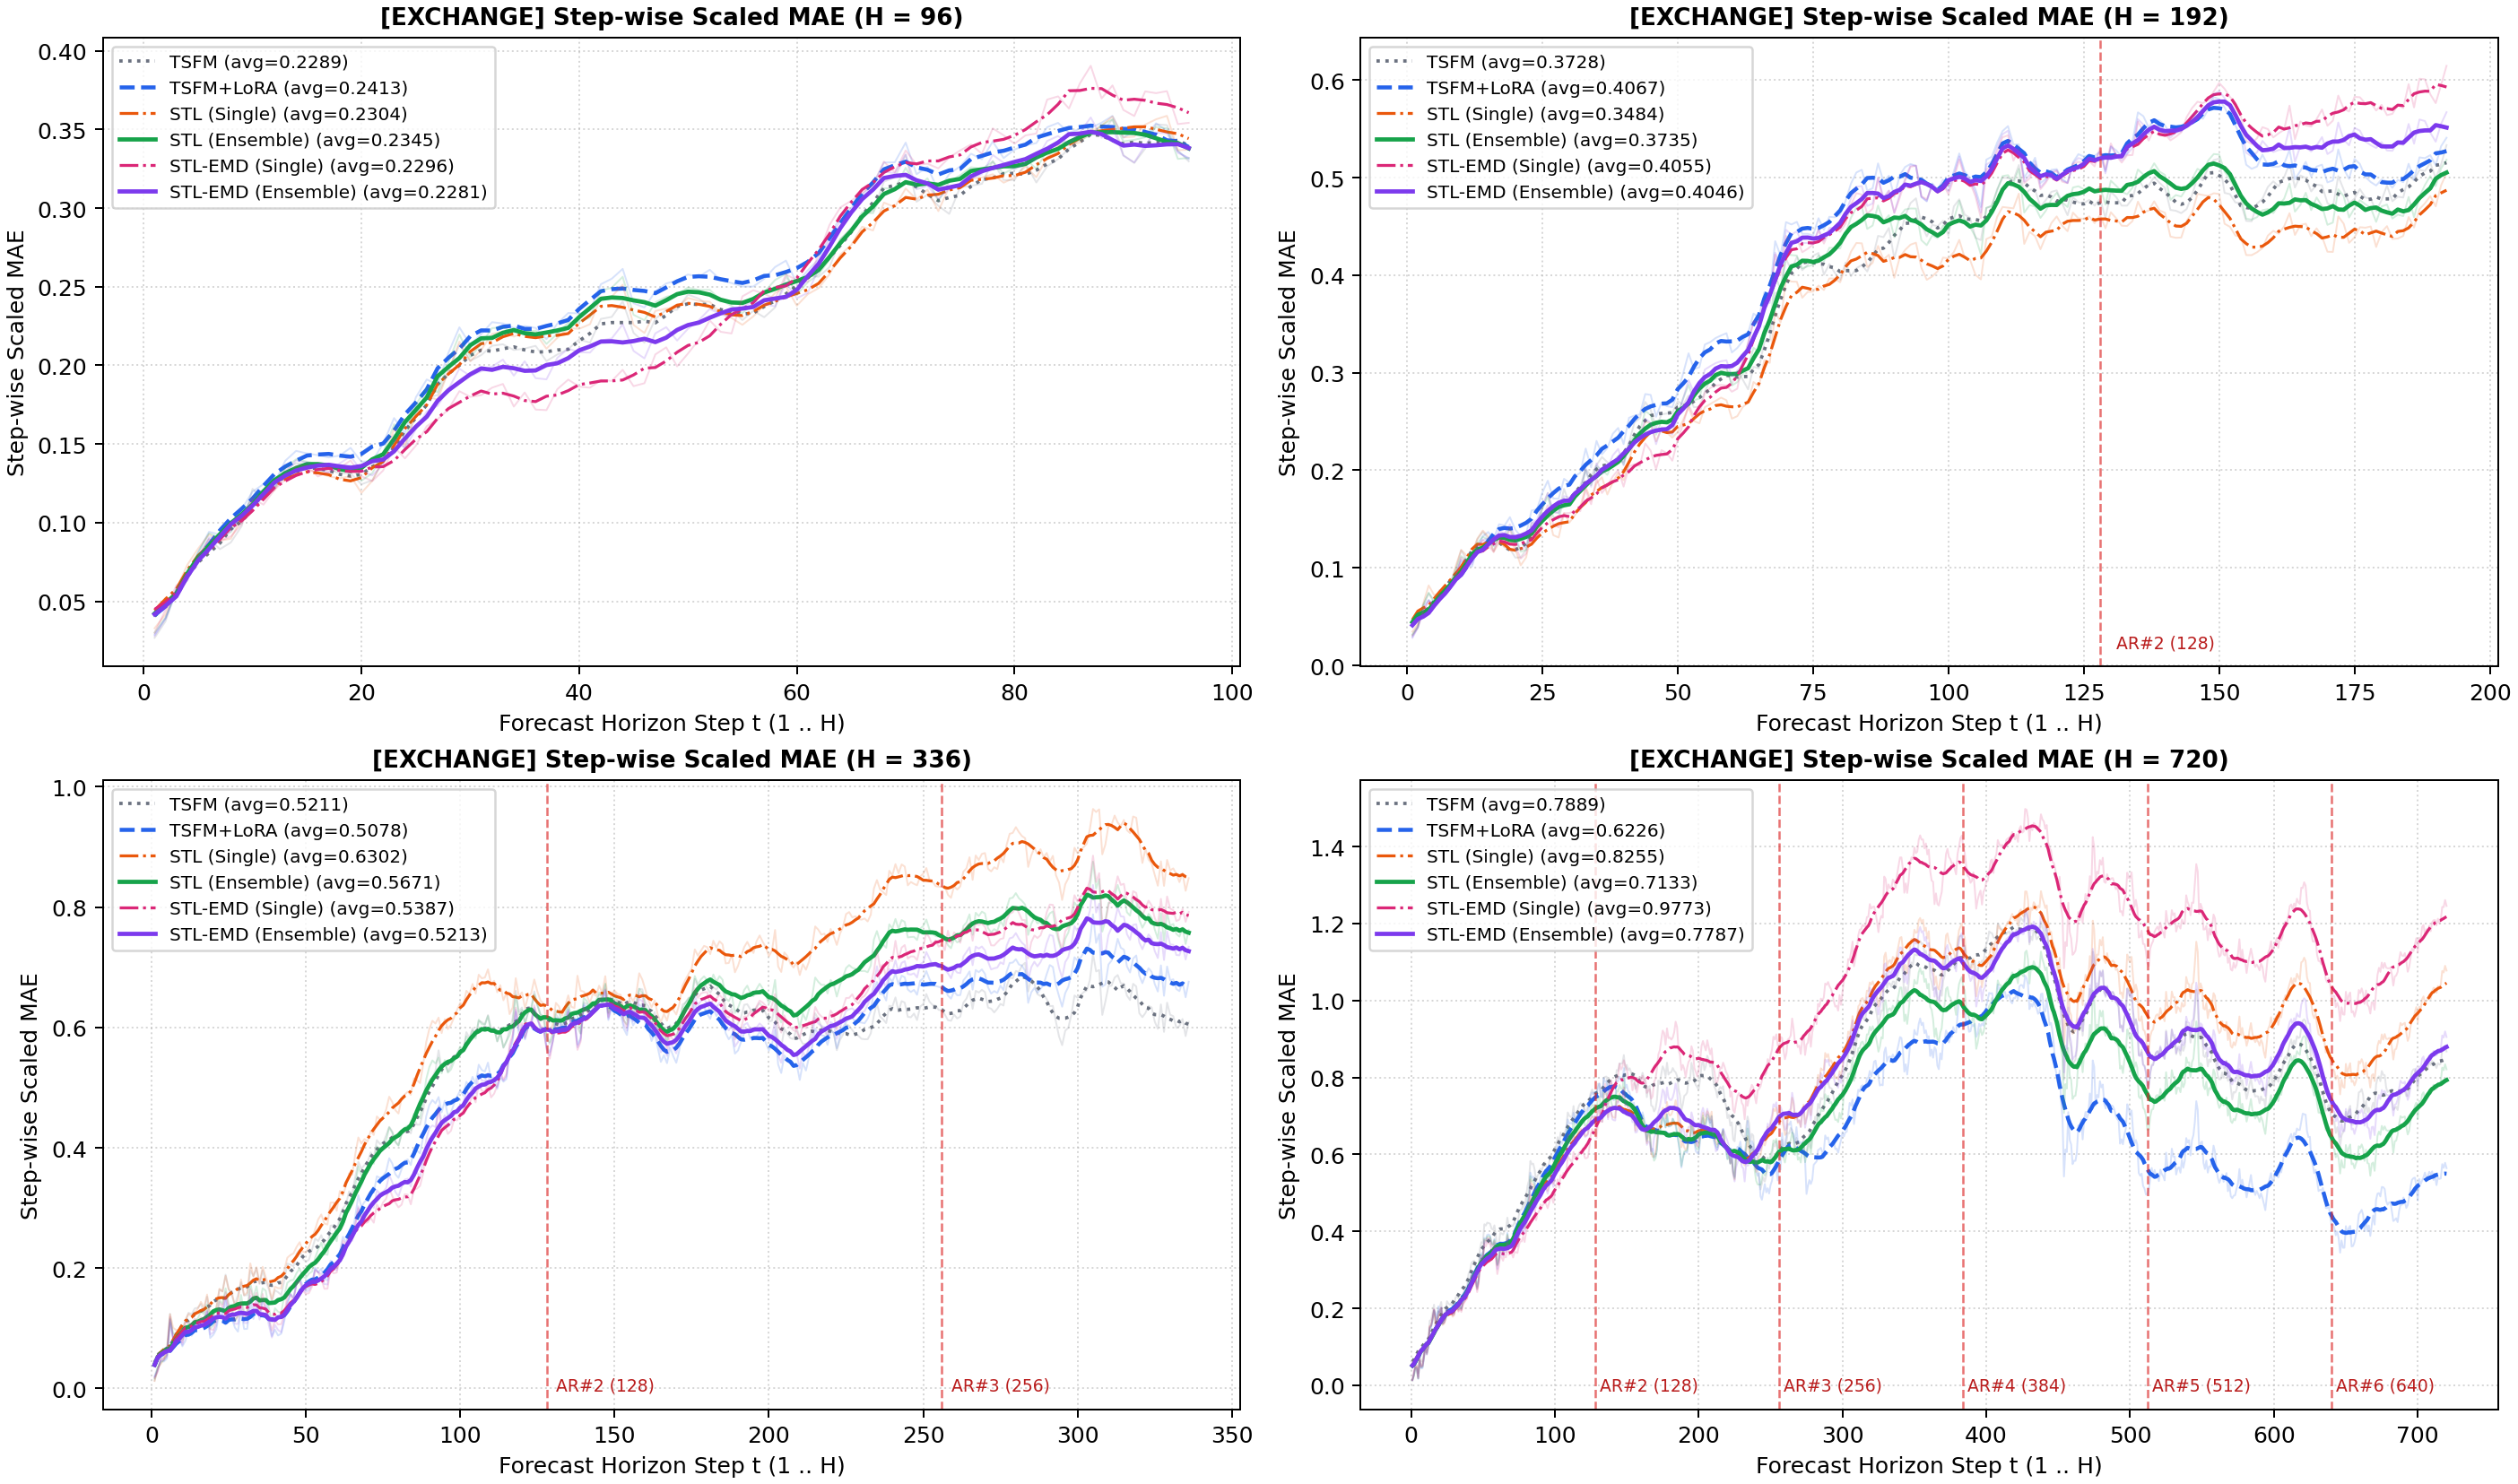 [EXCHANGE] Step-wise Scaled MAE (H = 96)
TSFM (avg=0.2289)
TSFM+LoRA (avg=0.2413)
STL (Single) (avg=0.2304)
STL (Ensemble) (avg=0.2345)
STL-EMD (Single) (avg=0.2296)
STL-EMD (Ensemble) (avg=0.2281)
Step-wise Scaled MAE
0.40
0.35
0.30
0.25
0.20
0.15
0.10
0.05
0 20 40 60 80 100
Forecast Horizon Step t (1 .. H)
[EXCHANGE] Step-wise Scaled MAE (H = 192)
TSFM (avg=0.3728)
TSFM+LoRA (avg=0.4067)
STL (Single) (avg=0.3484)
STL (Ensemble) (avg=0.3735)
STL-EMD (Single) (avg=0.4055)
STL-EMD (Ensemble) (avg=0.4046)
Step-wise Scaled MAE
0.6
0.5
0.4
0.3
0.2
0.1
0.0
AR#2 (128)
0 25 50 75 100 125 150 175 200
Forecast Horizon Step t (1 .. H)
[EXCHANGE] Step-wise Scaled MAE (H = 336)
TSFM (avg=0.5211)
TSFM+LoRA (avg=0.5078)
STL (Single) (avg=0.6302)
STL (Ensemble) (avg=0.5671)
STL-EMD (Single) (avg=0.5387)
STL-EMD (Ensemble) (avg=0.5213)
Step-wise Scaled MAE
1.0
0.8
0.6
0.4
0.2
0.0
AR#2 (128) AR#3 (256)
0 50 100 150 200 250 300 350
Forecast Horizon Step t (1 .. H)
[EXCHANGE] Step-wise Scaled MAE (H = 720)
TSFM (avg=0.7889)
TSFM+LoRA (avg=0.6226)
STL (Single) (avg=0.8255)
STL (Ensemble) (avg=0.7133)
STL-EMD (Single) (avg=0.9773)
STL-EMD (Ensemble) (avg=0.7787)
Step-wise Scaled MAE
1.4
1.2
1.0
0.8
0.6
0.4
0.2
0.0
AR#2 (128) AR#3 (256) AR#4 (384) AR#5 (512) AR#6 (640)
0 100 200 300 400 500 600 700
Forecast Horizon Step t (1 .. H)